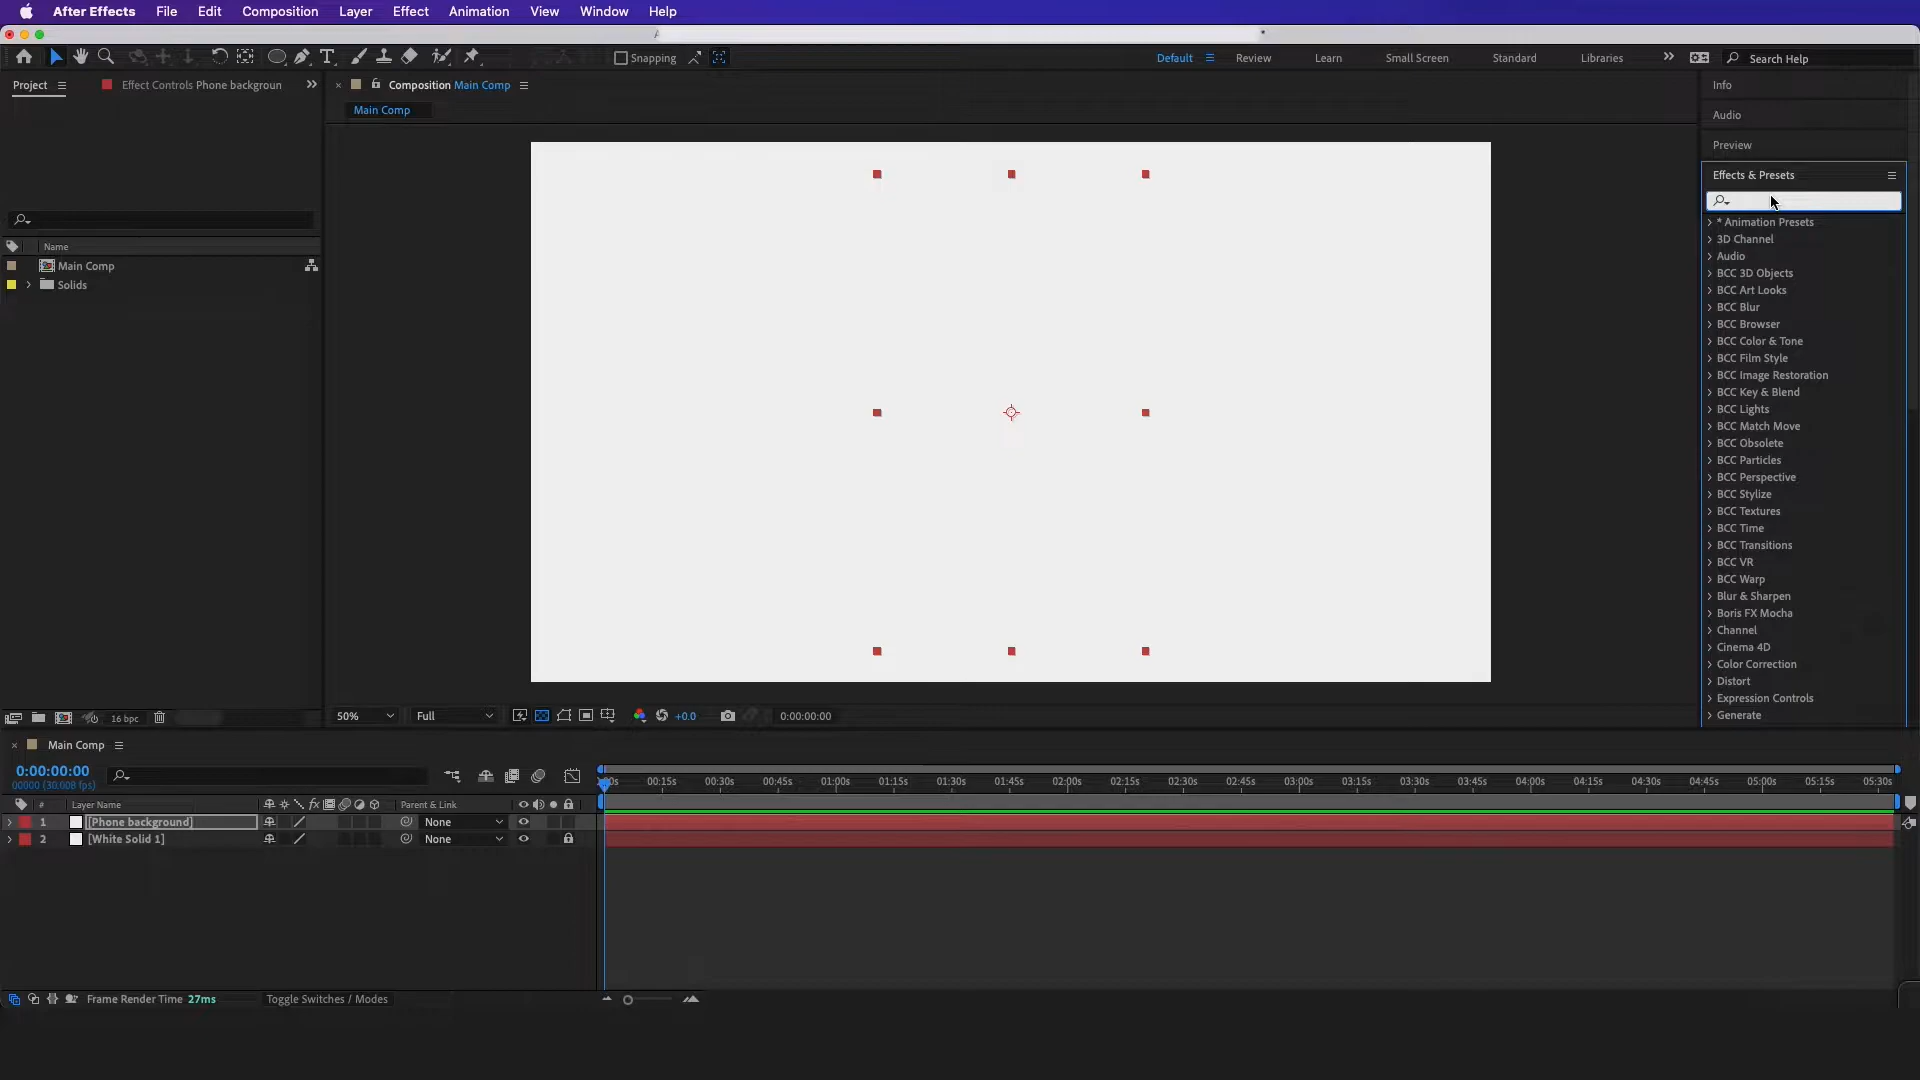 After Effects File Edit Composition Layer Effect Animation View Window Help
Snapping Default Review Learn Small Screen Standard Libraries Search Help
Project Effect Controls Phone backgroun
Composition Main Comp
Main Comp
Name
Main Comp
Solids
16 bpc
50% Full +0.0 0:00:00:00
Info
Audio
Preview
Effects & Presets
* Animation Presets
3D Channel
Audio
BCC 3D Objects
BCC Art Looks
BCC Blur
BCC Browser
BCC Color & Tone
BCC Film Style
BCC Image Restoration
BCC Key & Blend
BCC Lights
BCC Match Move
BCC Obsolete
BCC Particles
BCC Perspective
BCC Stylize
BCC Textures
BCC Time
BCC Transitions
BCC VR
BCC Warp
Blur & Sharpen
Boris FX Mocha
Channel
Cinema 4D
Color Correction
Distort
Expression Controls
Generate
Main Comp
0:00:00:00
# Layer Name Parent & Link
1 [Phone background] None
2 [White Solid 1] None
00:15s 00:30s 00:45s 01:00s 01:15s 01:30s 01:45s 02:00s 02:15s 02:30s 02:45s 03:00s 03:15s 03:30s 03:45s 04:00s 04:15s 04:30s 04:45s 05:00s 05:15s 05:30s
Frame Render Time 27ms Toggle Switches / Modes